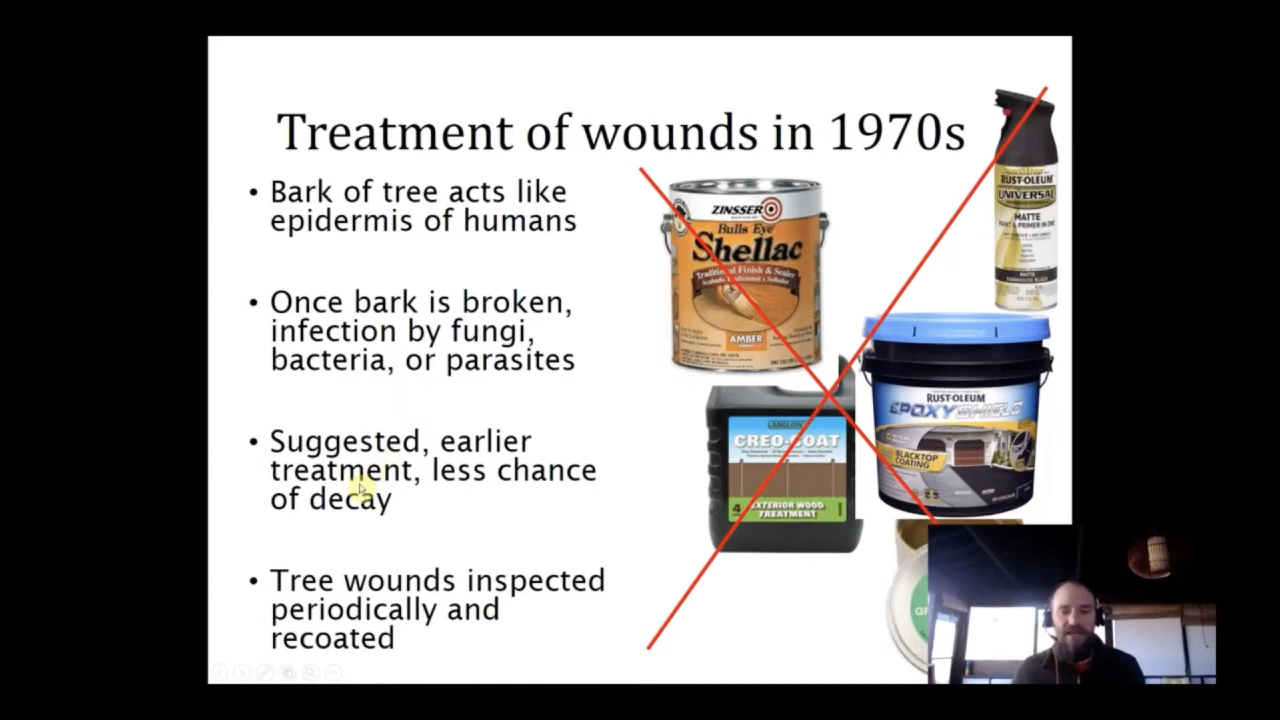 Treatment of wounds in 1970s
• Bark of tree acts like
epidermis of humans
• Once bark is broken,
infection by fungi,
bacteria, or parasites
• Suggested, earlier
treatment, less chance
of decay
• Tree wounds inspected
periodically and
recoated
ZINSSER
Bulls Eye
Shellac
Traditional Finish & Sealer
AMBER
RUST-OLEUM
UNIVERSAL
MATTE
PAINT & PRIMER IN ONE
MATTE
RUST-OLEUM
EPOXYSHIELD
BLACKTOP
COATING
CREO-COAT
EXTERIOR WOOD
TREATMENT
4